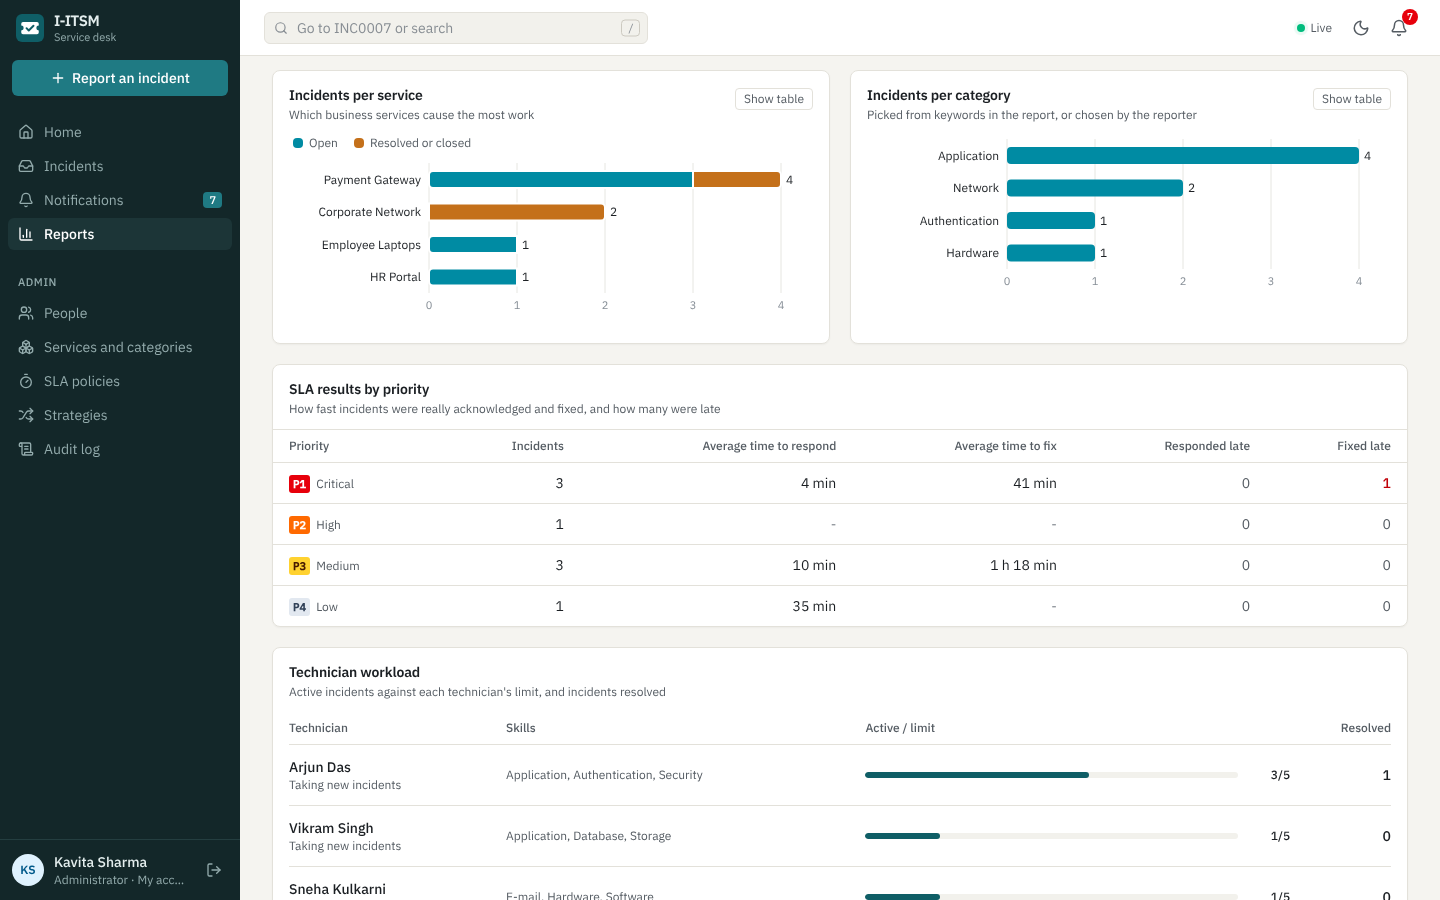 I-ITSM
Service desk
Report an incident
Home
Incidents
Notifications 7
Reports
ADMIN
People
Services and categories
SLA policies
Strategies
Audit log
KS
Kavita Sharma
Administrator · My acc...
Go to INC0007 or search /
Live
7
Incidents per service
Which business services cause the most work
Show table
Open Resolved or closed
Payment Gateway 4
Corporate Network 2
Employee Laptops 1
HR Portal 1
0 1 2 3 4
Incidents per category
Picked from keywords in the report, or chosen by the reporter
Show table
Application 4
Network 2
Authentication 1
Hardware 1
0 1 2 3 4
SLA results by priority
How fast incidents were really acknowledged and fixed, and how many were late
Priority Incidents Average time to respond Average time to fix Responded late Fixed late
P1 Critical 3 4 min 41 min 0 1
P2 High 1 - - 0 0
P3 Medium 3 10 min 1 h 18 min 0 0
P4 Low 1 35 min - 0 0
Technician workload
Active incidents against each technician's limit, and incidents resolved
Technician Skills Active / limit Resolved
Arjun Das
Taking new incidents
Application, Authentication, Security 3/5 1
Vikram Singh
Taking new incidents
Application, Database, Storage 1/5 0
Sneha Kulkarni
E-mail, Hardware, Software 1/5 0